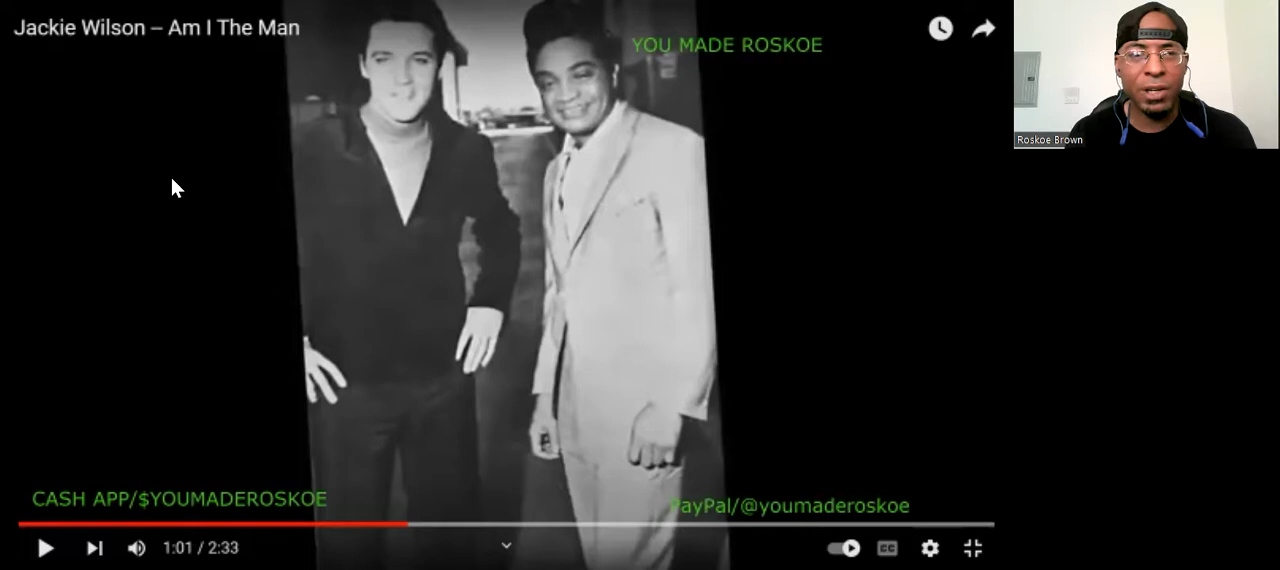 Jackie Wilson – Am I The Man
YOU MADE ROSKOE
Roskoe Brown
CASH APP/$YOUMADEROSKOE
PayPal/@youmaderoskoe
1:01 / 2:33
CC